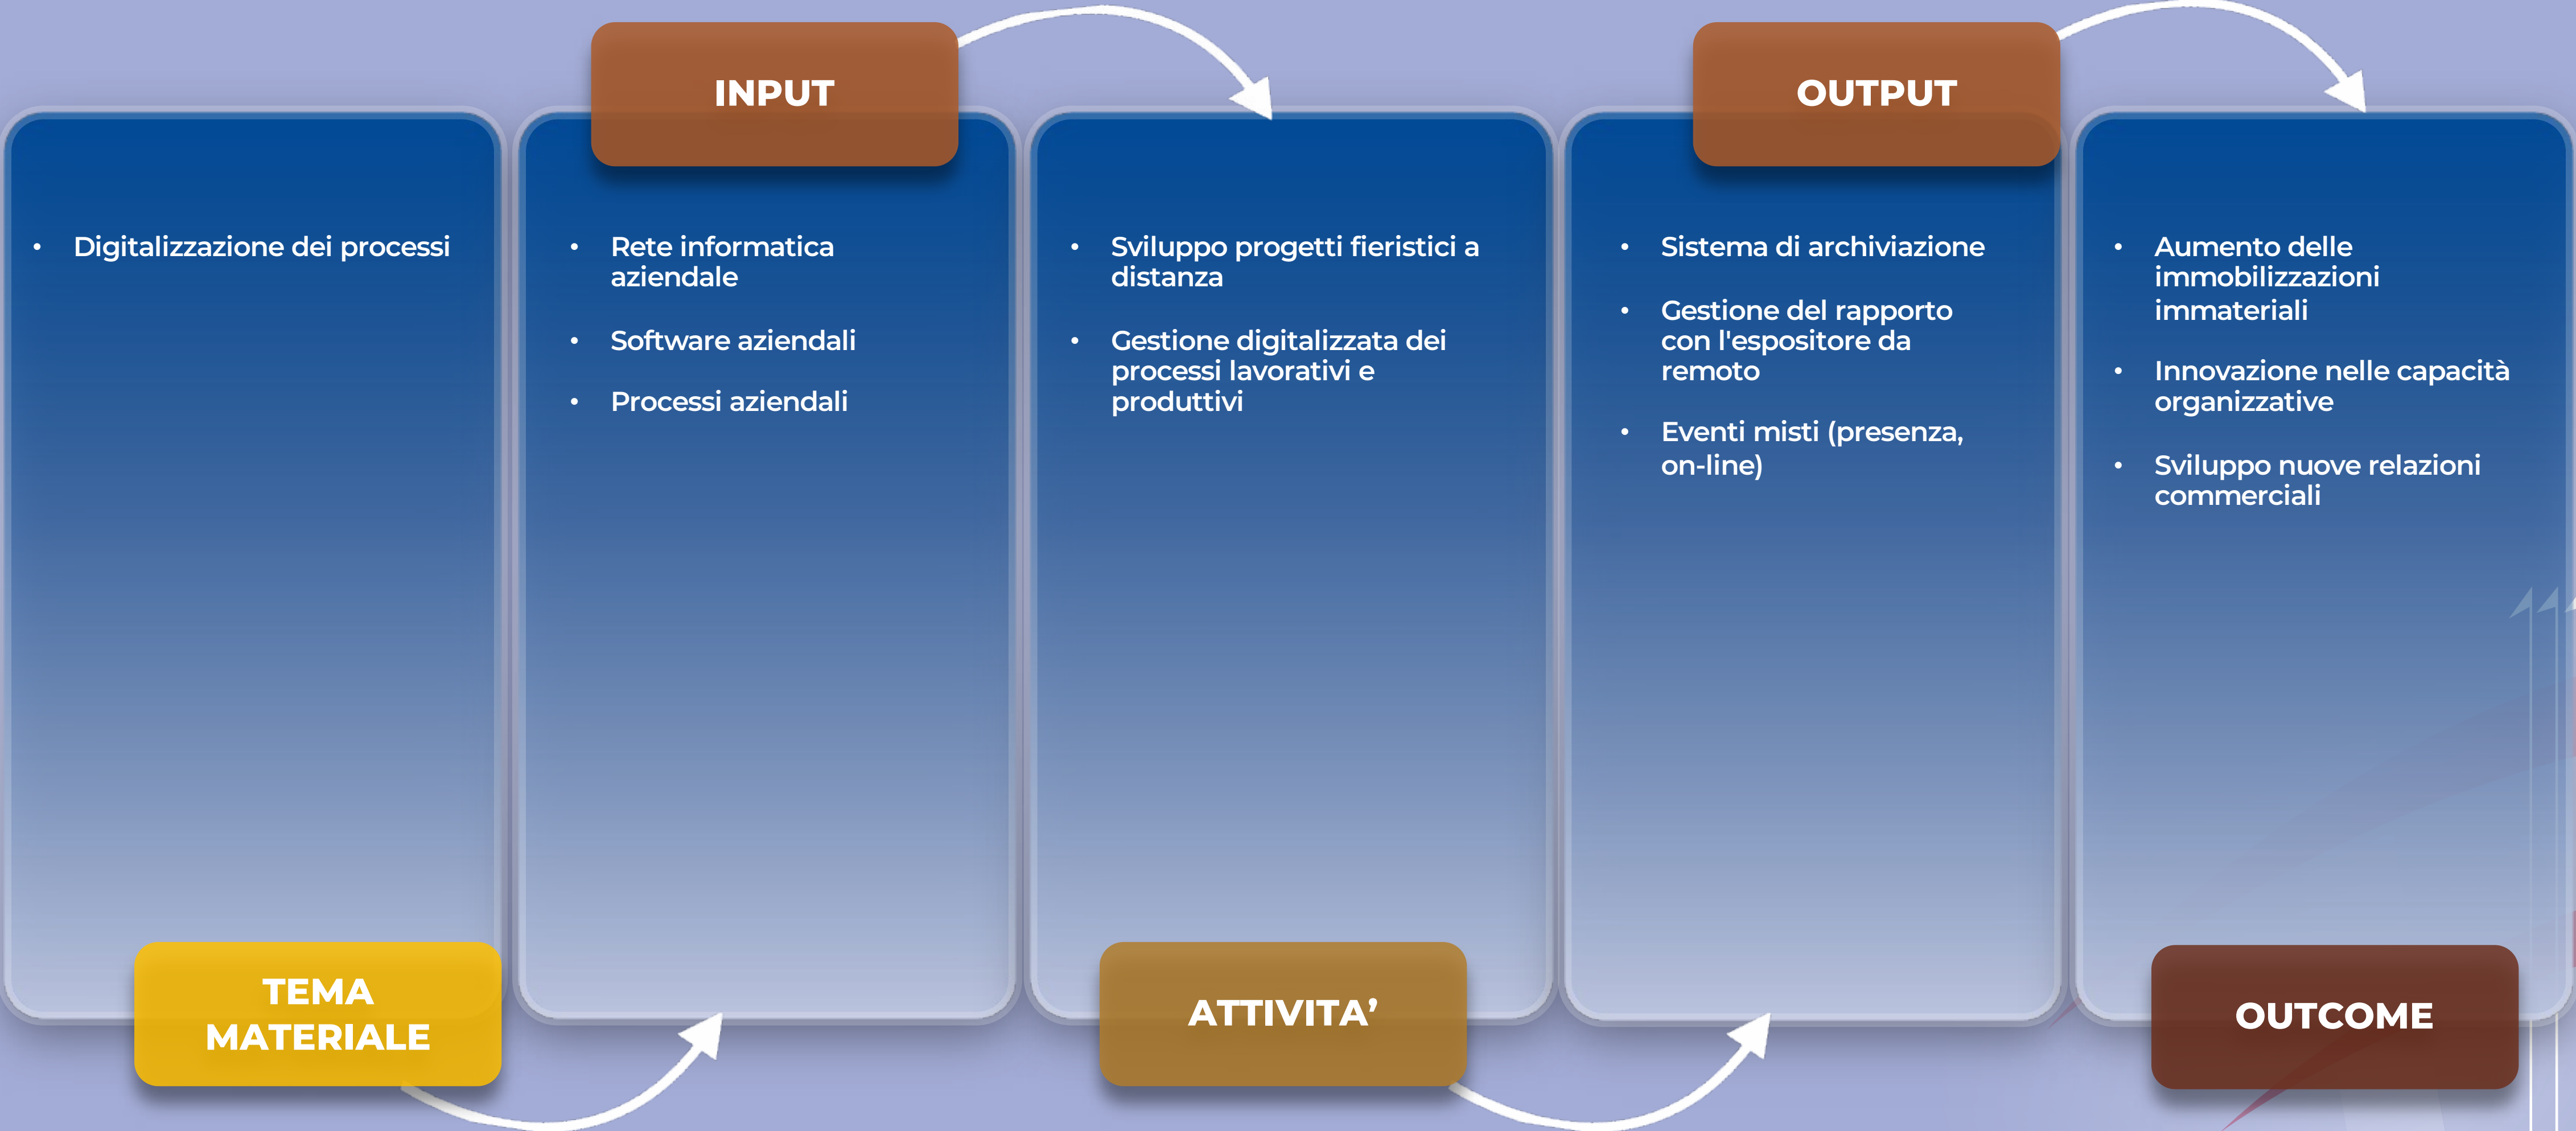 • Digitalizzazione dei processi
TEMA
MATERIALE
INPUT
• Rete informatica
aziendale
• Software aziendali
• Processi aziendali
• Sviluppo progetti fieristici a
distanza
• Gestione digitalizzata dei
processi lavorativi e
produttivi
ATTIVITA’
OUTPUT
• Sistema di archiviazione
• Gestione del rapporto
con l'espositore da
remoto
• Eventi misti (presenza,
on-line)
• Aumento delle
immobilizzazioni
immateriali
• Innovazione nelle capacità
organizzative
• Sviluppo nuove relazioni
commerciali
OUTCOME